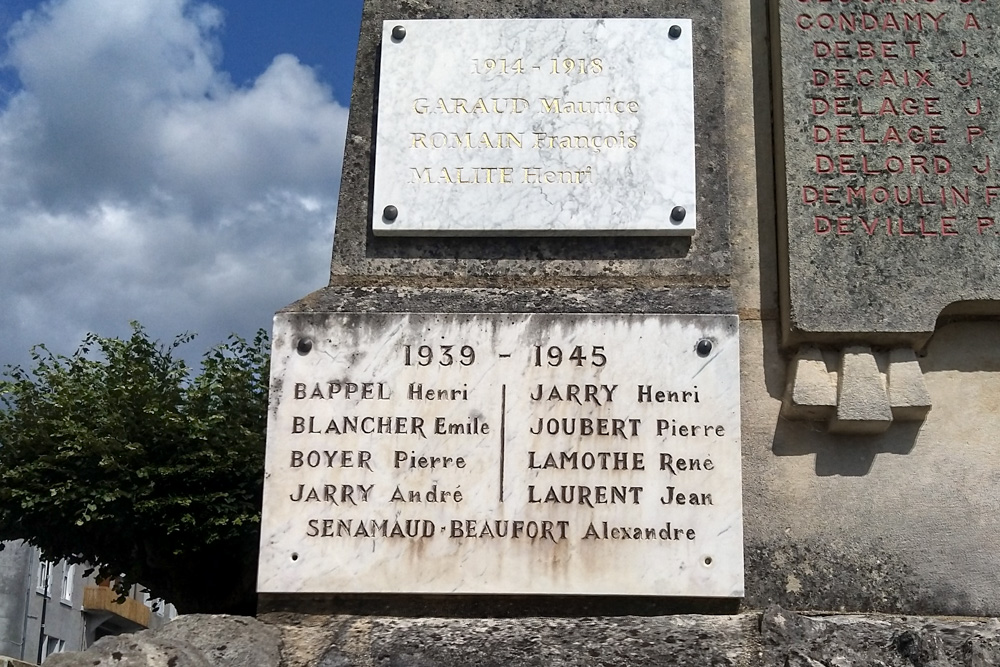 1914 - 1918
GARAUD Maurice
ROMAIN François
MALITE Henri
1939 - 1945
BAPPEL Henri
BLANCHER Emile
BOYER Pierre
JARRY André
JARRY Henri
JOUBERT Pierre
LAMOTHE René
LAURENT Jean
SENAMAUD-BEAUFORT Alexandre
CONDAMY A
DEBET J.
DECAIX J.
DELAGE J
DELAGE P.
DELORD J.
DEMOULIN F
DEVILLE P